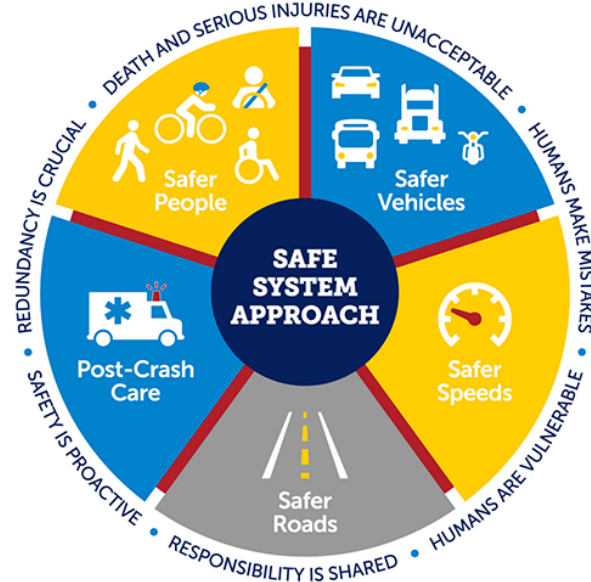 DEATH AND SERIOUS INJURIES ARE UNACCEPTABLE
HUMANS MAKE MISTAKES
HUMANS ARE VULNERABLE
RESPONSIBILITY IS SHARED
SAFETY IS PROACTIVE
REDUNDANCY IS CRUCIAL
Safer
People
Safer
Vehicles
SAFE
SYSTEM
APPROACH
Post-Crash
Care
Safer
Speeds
Safer
Roads